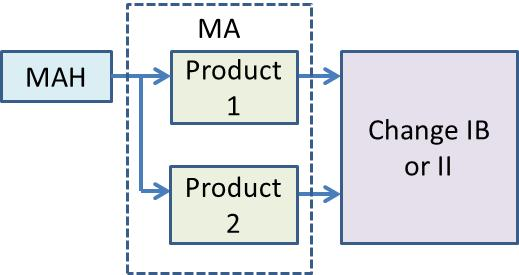 MA
MAH
Product
1
Product
2
Change IB
or II